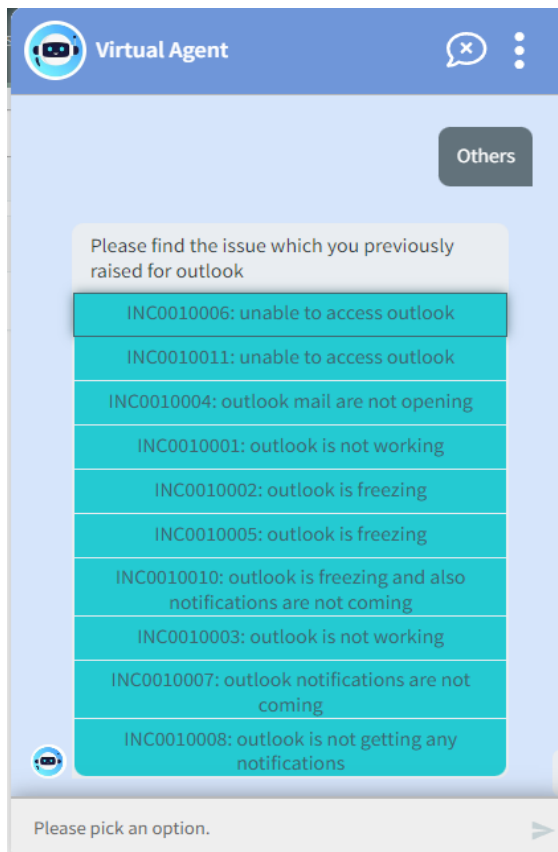 Virtual Agent
Others
Please find the issue which you previously
raised for outlook
INC0010006: unable to access outlook
INC0010011: unable to access outlook
INC0010004: outlook mail are not opening
INC0010001: outlook is not working
INC0010002: outlook is freezing
INC0010005: outlook is freezing
INC0010010: outlook is freezing and also
notifications are not coming
INC0010003: outlook is not working
INC0010007: outlook notifications are not
coming
INC0010008: outlook is not getting any
notifications
Please pick an option.